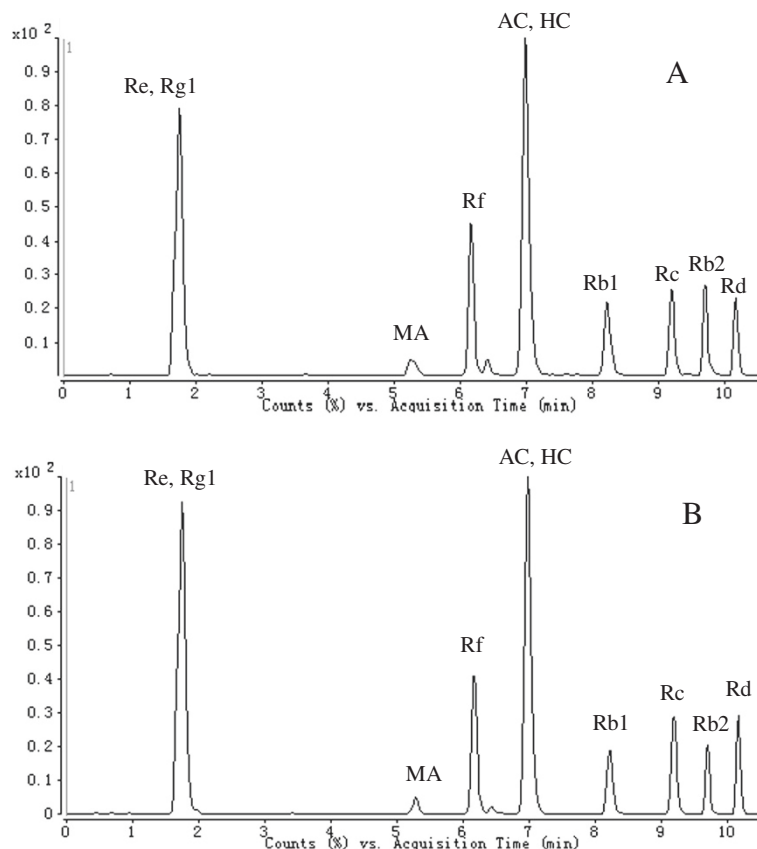 x10 2
AC, HC
1
A
0.9
Re, Rg1
0.8
0.7
0.6
0.5
Rf
0.4
0.3
Rb1 Rc Rb2 Rd
0.2
MA
0.1
0 1 2 3 4 5 6 7 8 9 10
Counts (%) vs. Acquisition Time (min)
x10 2
AC, HC
Re, Rg1
1
B
0.9
0.8
0.7
0.6
0.5
Rf
0.4
0.3
Rc Rd
Rb1 Rb2
0.2
MA
0.1
0
0 1 2 3 4 5 6 7 8 9 10
Counts (%) vs. Acquisition Time (min)